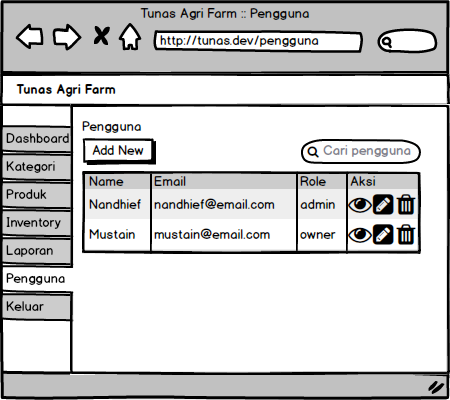 Tunas Agri Farm :: Pengguna
http://tunas.dev/pengguna
Tunas Agri Farm
Dashboard
Kategori
Produk
Inventory
Laporan
Pengguna
Keluar
Pengguna
Add New
Cari pengguna
Name Email Role Aksi
Nandhief nandhief@email.com admin
Mustain mustain@email.com owner